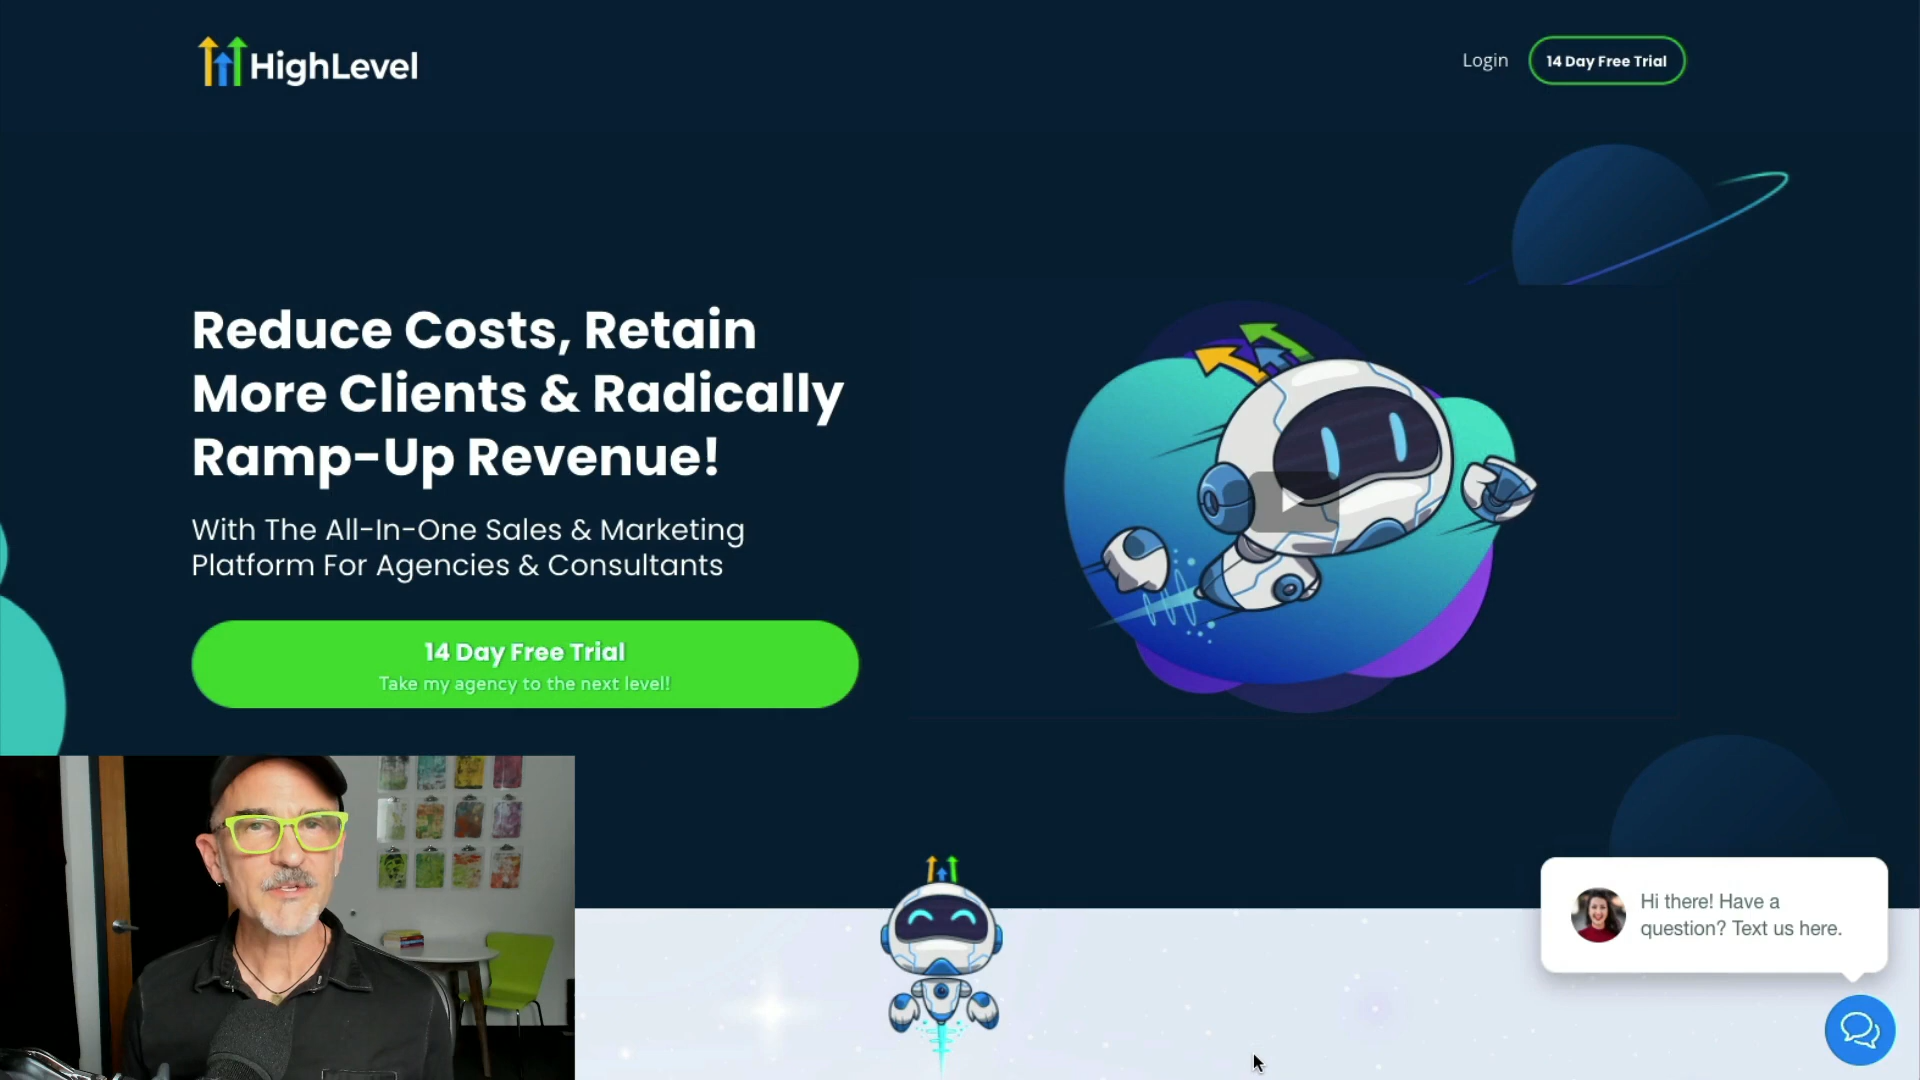 HighLevel
Login
14 Day Free Trial
Reduce Costs, Retain
More Clients & Radically
Ramp-Up Revenue!
With The All-In-One Sales & Marketing
Platform For Agencies & Consultants
14 Day Free Trial
Take my agency to the next level!
Hi there! Have a
question? Text us here.